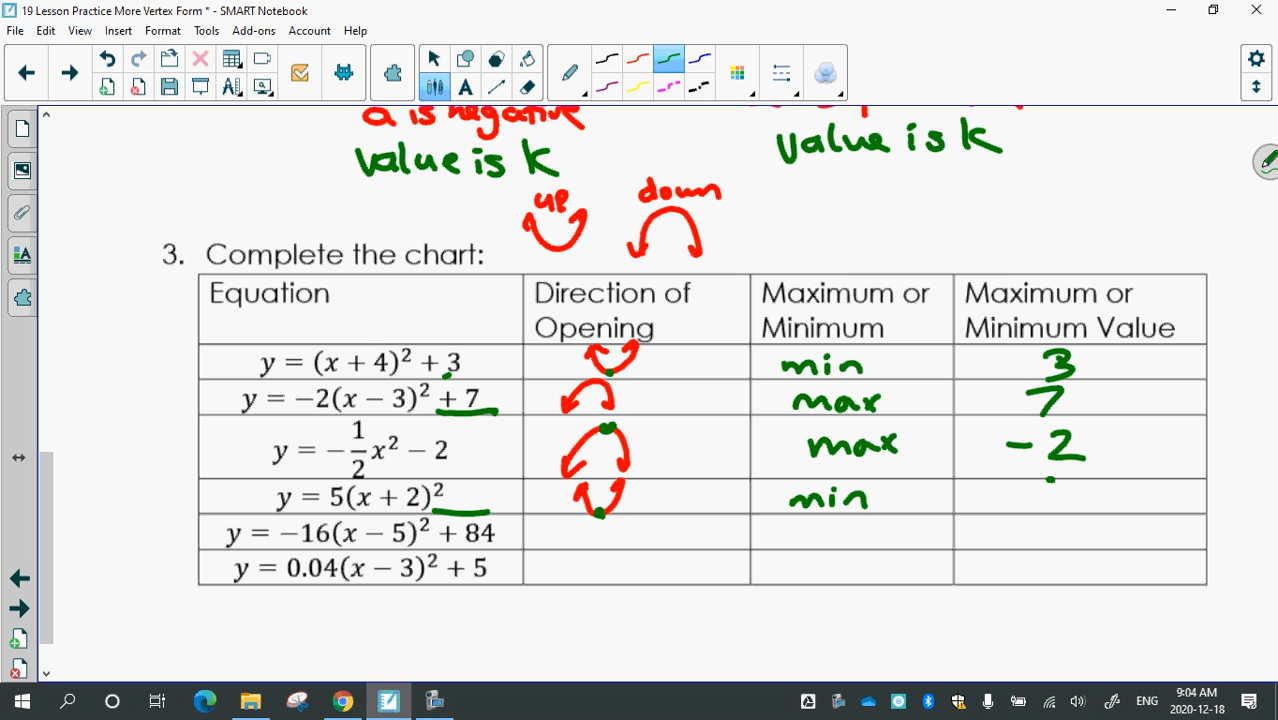 19 Lesson Practice More Vertex Form * - SMART Notebook
File Edit View Insert Format Tools Add-ons Account Help
a is negative
value is k
value is k
up
down
3. Complete the chart:
Equation
Direction of
Opening
Maximum or
Minimum
Maximum or
Minimum Value
y = (x + 4)² + 3 min 3
y = −2(x − 3)² + 7 max 7
y = −1/2x² − 2 max −2
y = 5(x + 2)² min
y = −16(x − 5)² + 84
y = 0.04(x − 3)² + 5
ENG
9:04 AM
2020-12-18